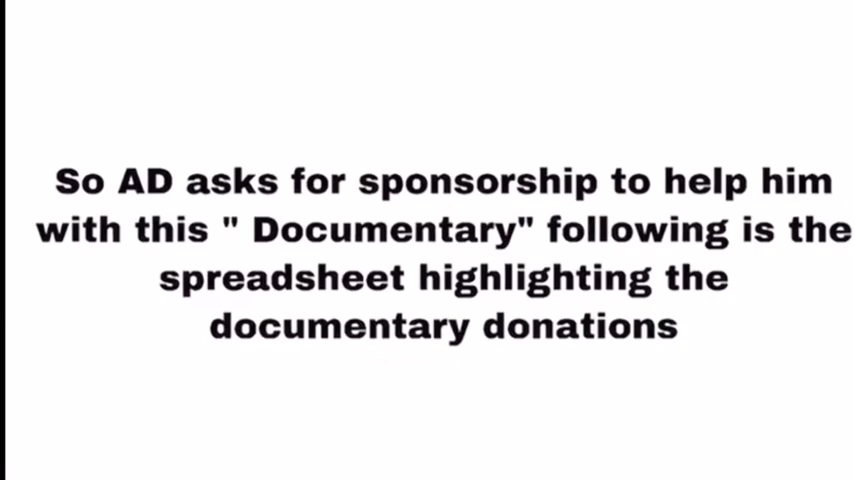 So AD asks for sponsorship to help him
with this " Documentary" following is the
spreadsheet highlighting the
documentary donations